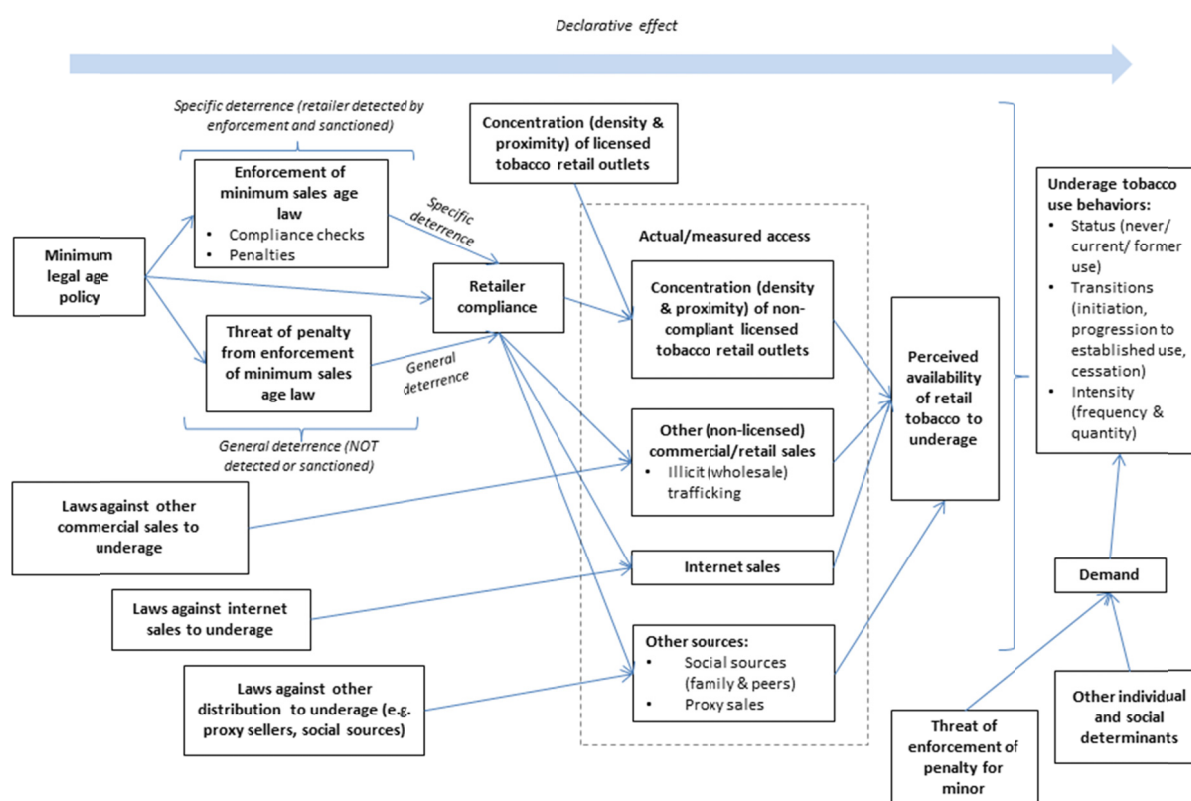 Declarative effect
Specific deterrence (retailer detected by
enforcement and sanctioned)
Concentration (density &
proximity) of licensed
tobacco retail outlets
Enforcement of
minimum sales age
law
• Compliance checks
• Penalties
Specific
deterrence
Minimum
legal age
policy
Retailer
compliance
Threat of penalty
from enforcement
of minimum sales
age law
General
deterrence
General deterrence (NOT
detected or sanctioned)
Actual/measured access
Concentration (density
& proximity) of non-
compliant licensed
tobacco retail outlets
Other (non-licensed)
commercial/retail sales
• Illicit (wholesale)
trafficking
Internet sales
Other sources:
• Social sources
(family & peers)
• Proxy sales
Laws against other
commercial sales to
underage
Laws against internet
sales to underage
Laws against other
distribution to underage (e.g.
proxy sellers, social sources)
Perceived
availability
of retail
tobacco to
underage
Underage tobacco
use behaviors:
• Status (never/
current/ former
use)
• Transitions
(initiation,
progression to
established use,
cessation)
• Intensity
(frequency &
quantity)
Demand
Threat of
enforcement of
penalty for
minor
Other individual
and social
determinants